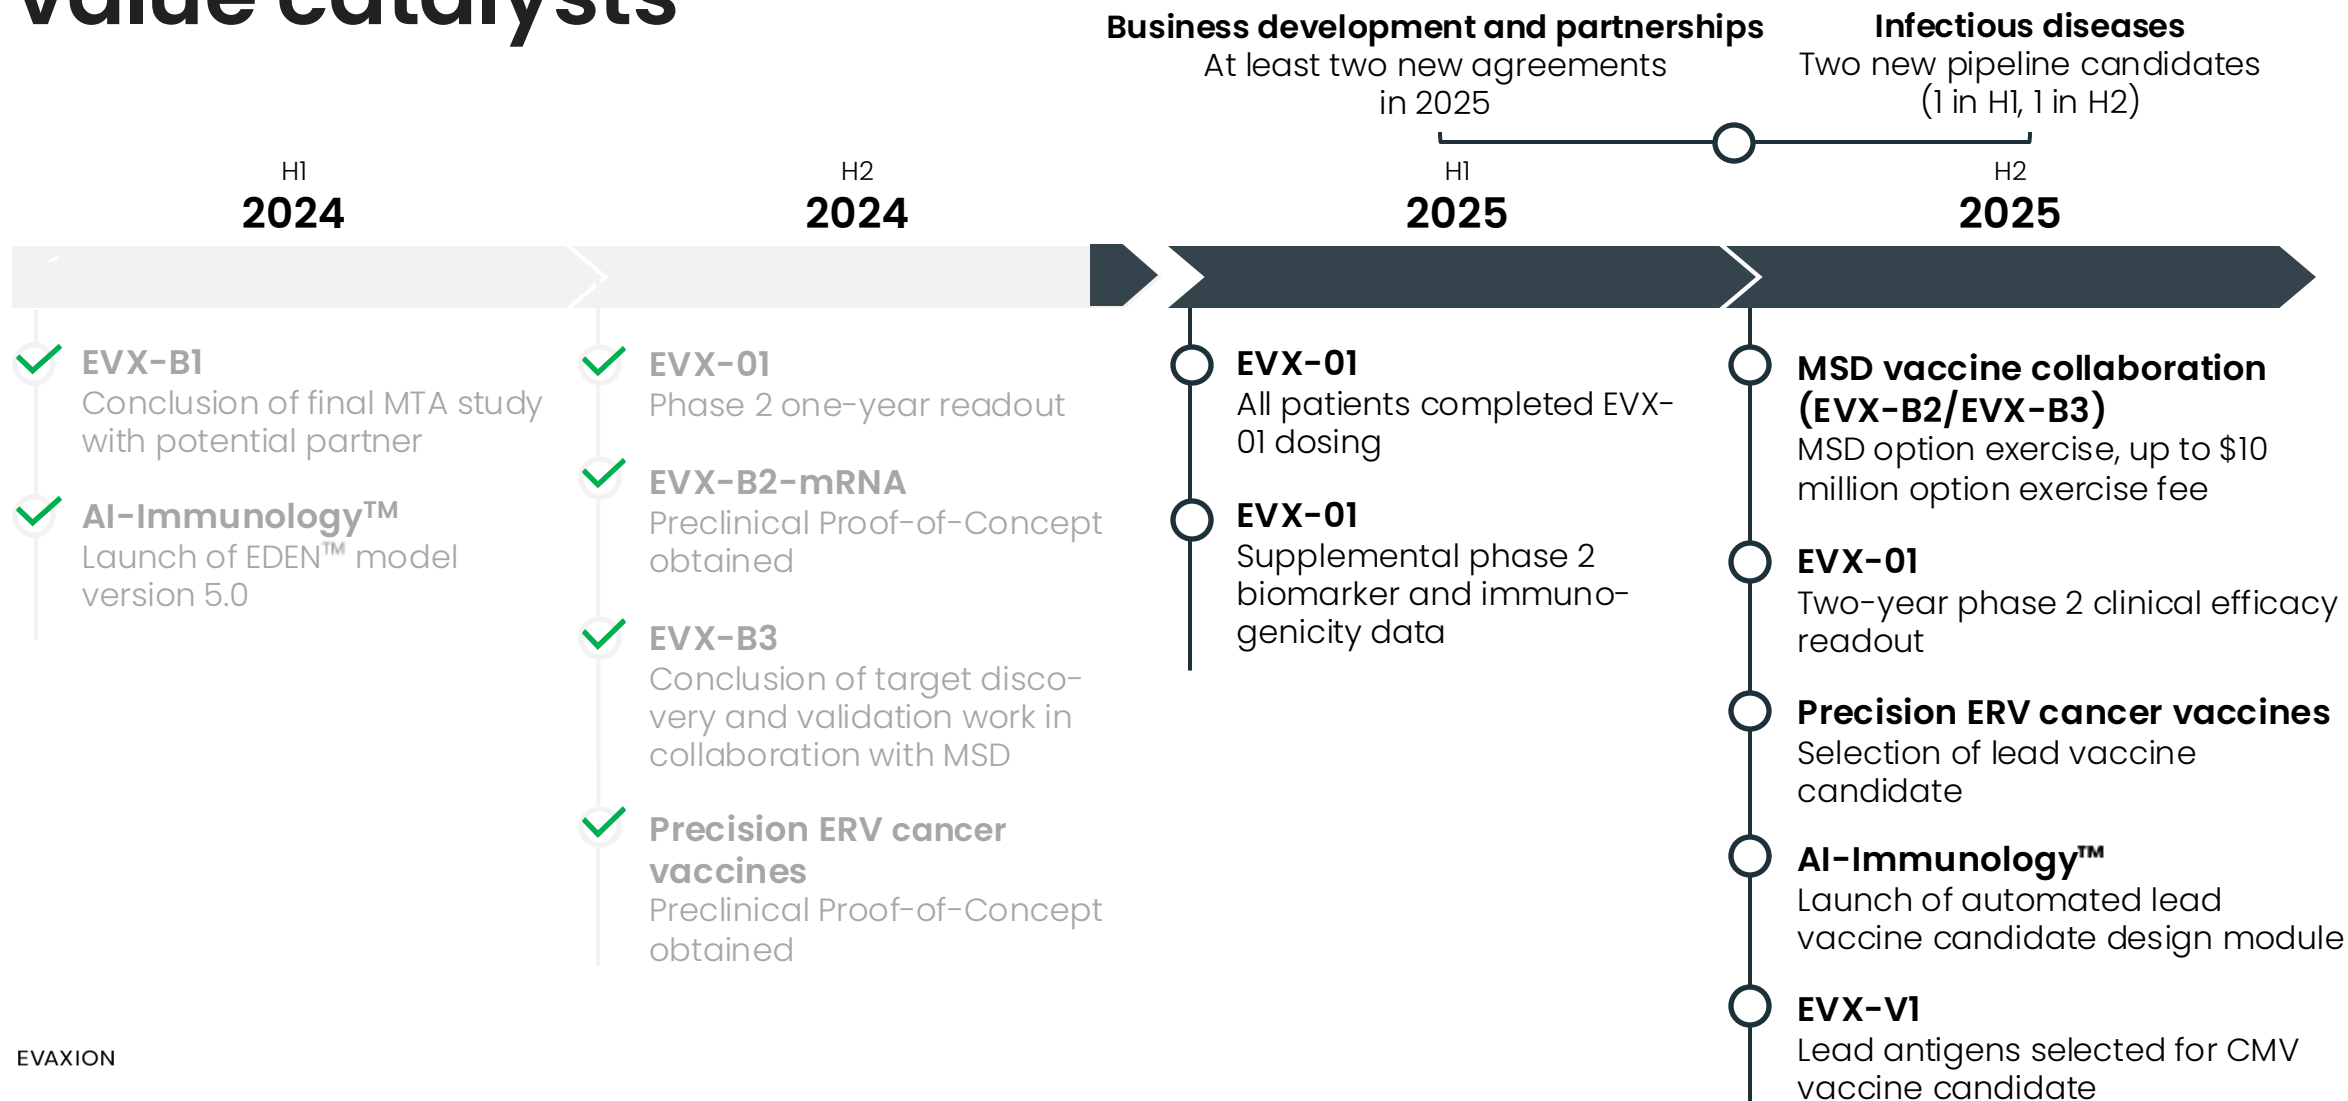 value catalysts
Business development and partnerships
At least two new agreements
in 2025
Infectious diseases
Two new pipeline candidates
(1 in H1, 1 in H2)
H1
2024
H2
2024
H1
2025
H2
2025
EVX-B1
Conclusion of final MTA study
with potential partner
AI-Immunology™
Launch of EDEN™ model
version 5.0
EVX-01
Phase 2 one-year readout
EVX-B2-mRNA
Preclinical Proof-of-Concept
obtained
EVX-B3
Conclusion of target disco-
very and validation work in
collaboration with MSD
Precision ERV cancer
vaccines
Preclinical Proof-of-Concept
obtained
EVX-01
All patients completed EVX-
01 dosing
EVX-01
Supplemental phase 2
biomarker and immuno-
genicity data
MSD vaccine collaboration
(EVX-B2/EVX-B3)
MSD option exercise, up to $10
million option exercise fee
EVX-01
Two-year phase 2 clinical efficacy
readout
Precision ERV cancer vaccines
Selection of lead vaccine
candidate
AI-Immunology™
Launch of automated lead
vaccine candidate design module
EVX-V1
Lead antigens selected for CMV
vaccine candidate
EVAXION